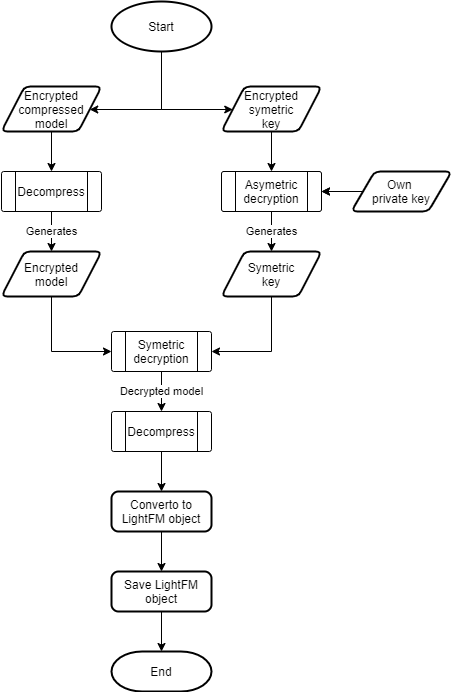 Start
Encrypted
compressed
model
Encrypted
symetric
key
Decompress
Asymetric
decryption
Own
private key
Generates
Generates
Encrypted
model
Symetric
key
Symetric
decryption
Decrypted model
Decompress
Converto to
LightFM object
Save LightFM
object
End